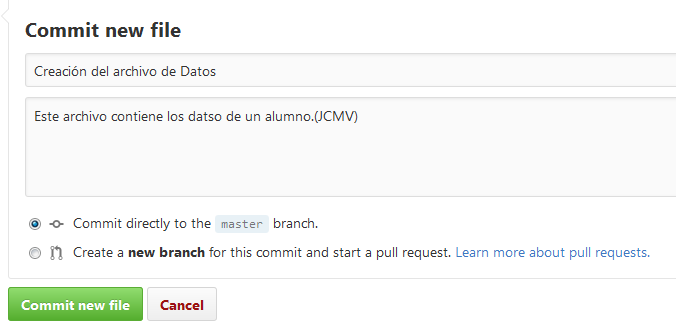 Commit new file
Creación del archivo de Datos
Este archivo contiene los datso de un alumno.(JCMV)
Commit directly to the master branch.
Create a new branch for this commit and start a pull request. Learn more about pull requests.
Commit new file Cancel